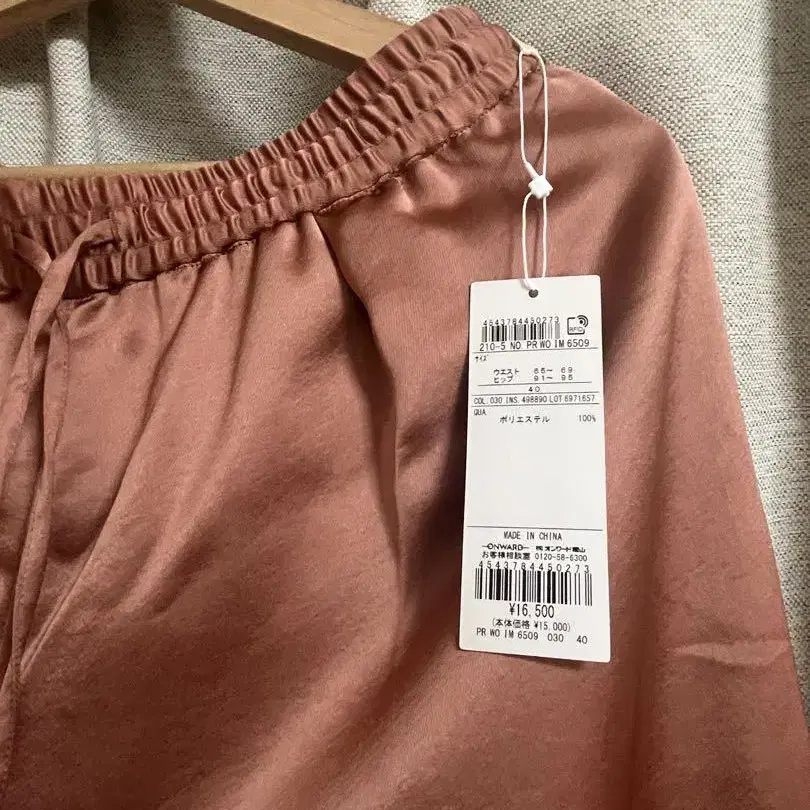 4543784450273
RFID
210-5 NO.PR WO IM 6509
サイズ
ウエスト 65～ 69
ヒップ 91～ 95
40
COL.030 INS.498890 LOT 6971657
QUA.
ポリエステル 100%
MADE IN CHINA
ONWARD ㈱オンワード樫山
お客様相談室 0120-58-6300
4543784450273
¥16,500
(本体価格 ¥15,000)
PR WO IM 6509 030 40